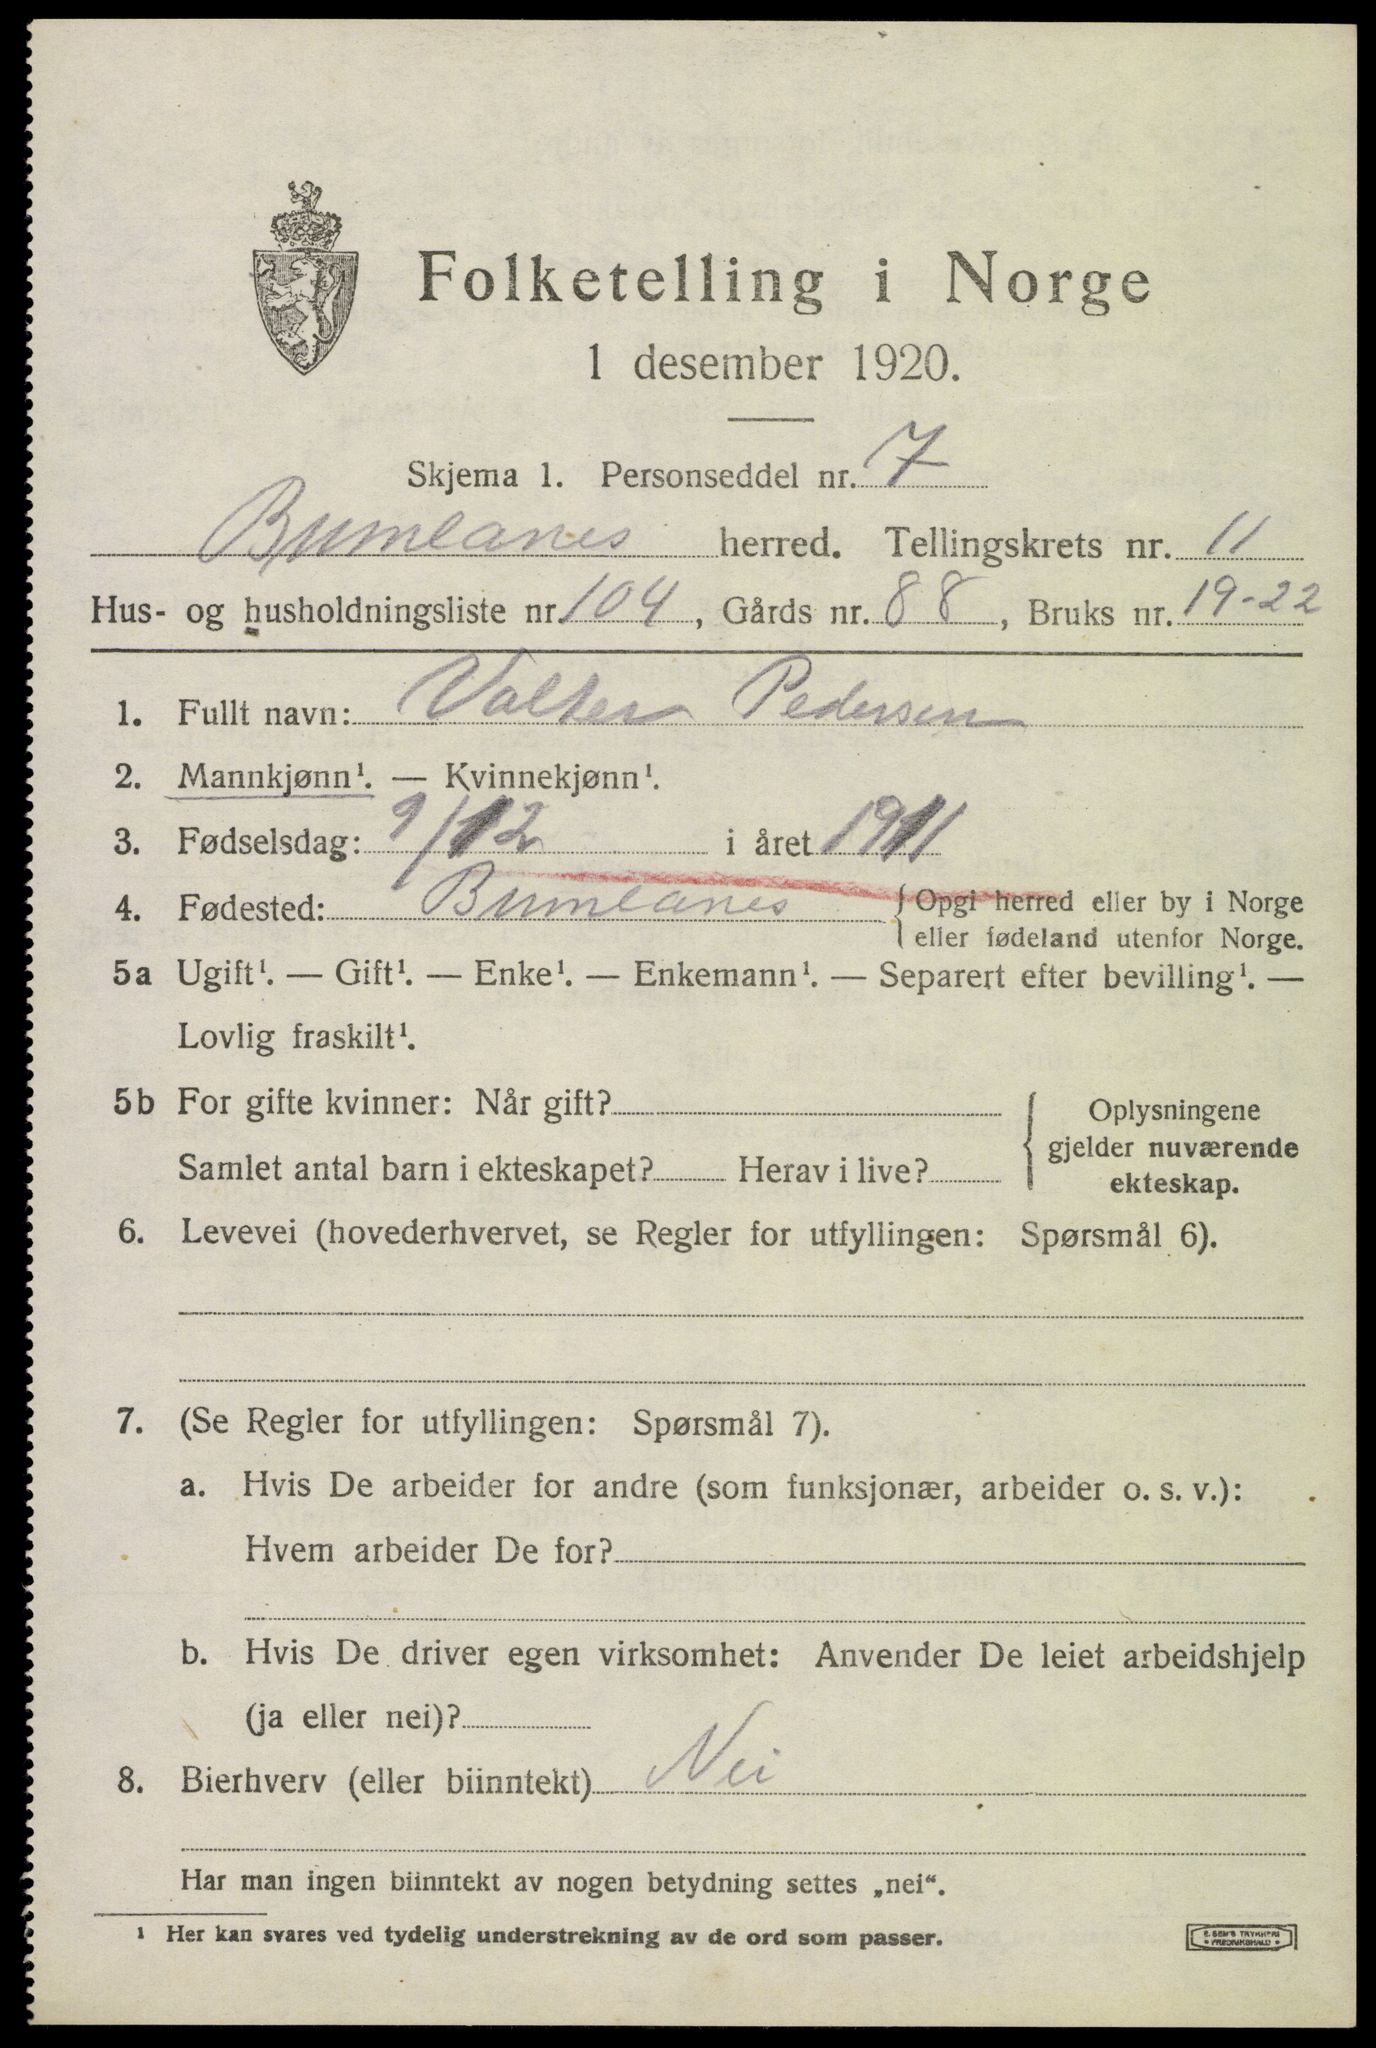 Folketelling i Norge
1 desember 1920.
Skjema 1. Personseddel nr. 7
Brunlanes herred. Tellingskrets nr. 11
Hus- og husholdningsliste nr. 104, Gårds nr. 88, Bruks nr. 19-22
1. Fullt navn: Valter Pedersen
2. Mannkjønn¹. — Kvinnekjønn¹.
3. Fødselsdag: 9/12 i året 1911
4. Fødested: Brunlanes { Opgi herred eller by i Norge
eller fødeland utenfor Norge.
5a Ugift¹. — Gift¹. — Enke¹. — Enkemann¹. — Separert efter bevilling¹. —
Lovlig fraskilt¹.
5b For gifte kvinner: Når gift?
Samlet antal barn i ekteskapet? Herav i live?
{ Oplysningene
gjelder nuværende
ekteskap.
6. Levevei (hovederhvervet, se Regler for utfyllingen: Spørsmål 6).
7. (Se Regler for utfyllingen: Spørsmål 7).
a. Hvis De arbeider for andre (som funksjonær, arbeider o. s. v.):
Hvem arbeider De for?
b. Hvis De driver egen virksomhet: Anvender De leiet arbeidshjelp
(ja eller nei)?
8. Bierhverv (eller biinntekt) Nei
Har man ingen biinntekt av nogen betydning settes „nei“.
¹ Her kan svares ved tydelig understrekning av de ord som passer.
E. SEM'S TRYKKERI
• FREDRIKSHALD •